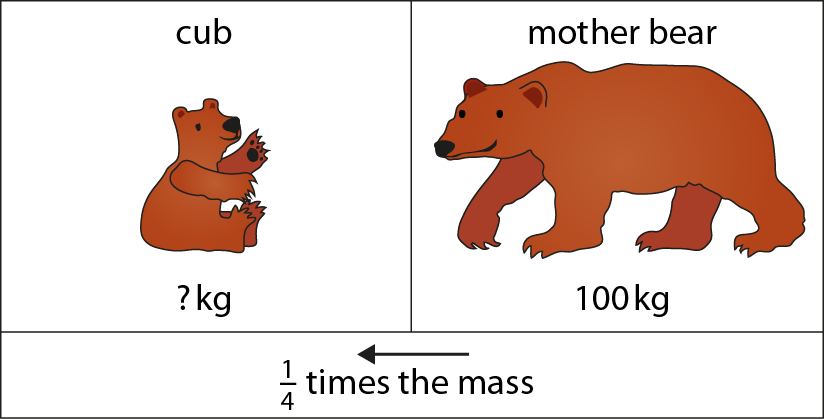 cub
mother bear
? kg
100 kg
1/4 times the mass